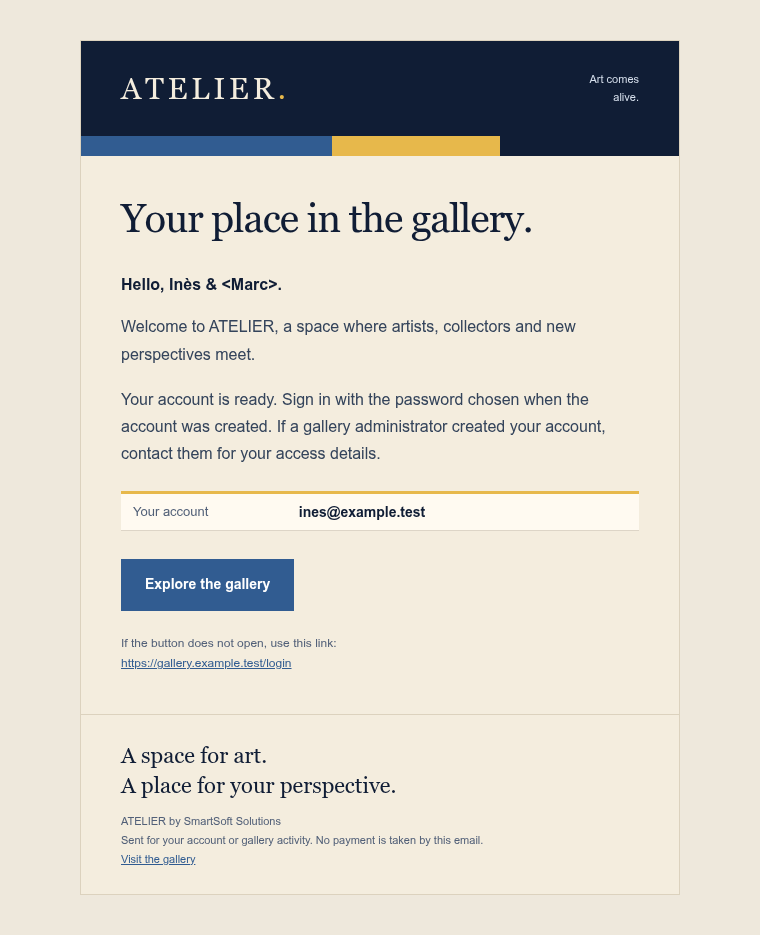 ATELIER.
Art comes
alive.
Your place in the gallery.
Hello, Inès & <Marc>.
Welcome to ATELIER, a space where artists, collectors and new
perspectives meet.
Your account is ready. Sign in with the password chosen when the
account was created. If a gallery administrator created your account,
contact them for your access details.
Your account ines@example.test
Explore the gallery
If the button does not open, use this link:
https://gallery.example.test/login
A space for art.
A place for your perspective.
ATELIER by SmartSoft Solutions
Sent for your account or gallery activity. No payment is taken by this email.
Visit the gallery